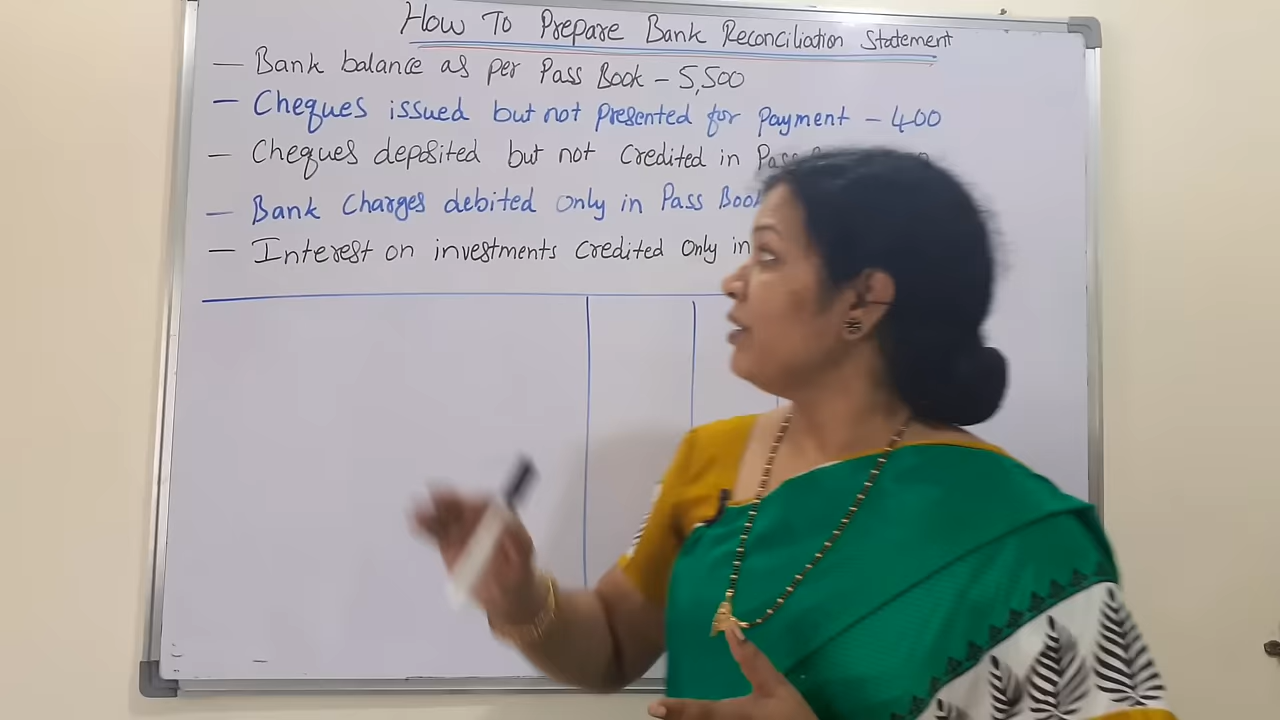 How To Prepare Bank Reconciliation Statement
— Bank balance as per Pass Book – 5,500
— Cheques issued but not presented for payment – 400
— Cheques deposited but not credited in Pass
— Bank Charges debited only in Pass Book
— Interest on investments credited only in